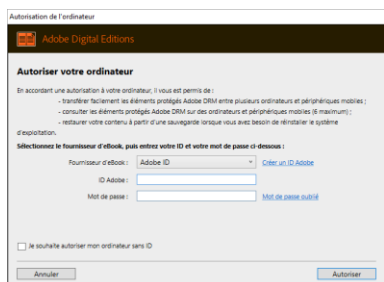 Autorisation de l'ordinateur
Adobe Digital Editions
Autoriser votre ordinateur
En accordant une autorisation à votre ordinateur, il vous est permis de :
- transférer facilement les éléments protégés Adobe DRM entre plusieurs ordinateurs et périphériques mobiles ;
- consulter les éléments protégés Adobe DRM sur des ordinateurs et périphériques mobiles (6 maximum) ;
- restaurer votre contenu à partir d'une sauvegarde lorsque vous avez besoin de réinstaller le système
d'exploitation.
Sélectionnez le fournisseur d'eBook, puis entrez votre ID et votre mot de passe ci-dessous :
Fournisseur d'eBook : Adobe ID Créer un ID Adobe
ID Adobe :
Mot de passe : Mot de passe oublié
Je souhaite autoriser mon ordinateur sans ID
Annuler Autoriser